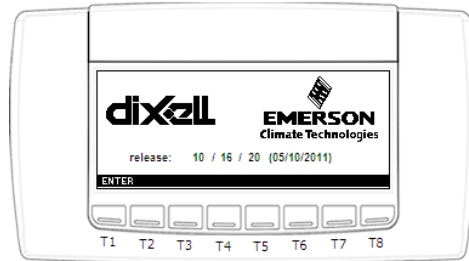 dixell
EMERSON
Climate Technologies
release: 10 / 16 / 20 (05/10/2011)
ENTER
T1 T2 T3 T4 T5 T6 T7 T8